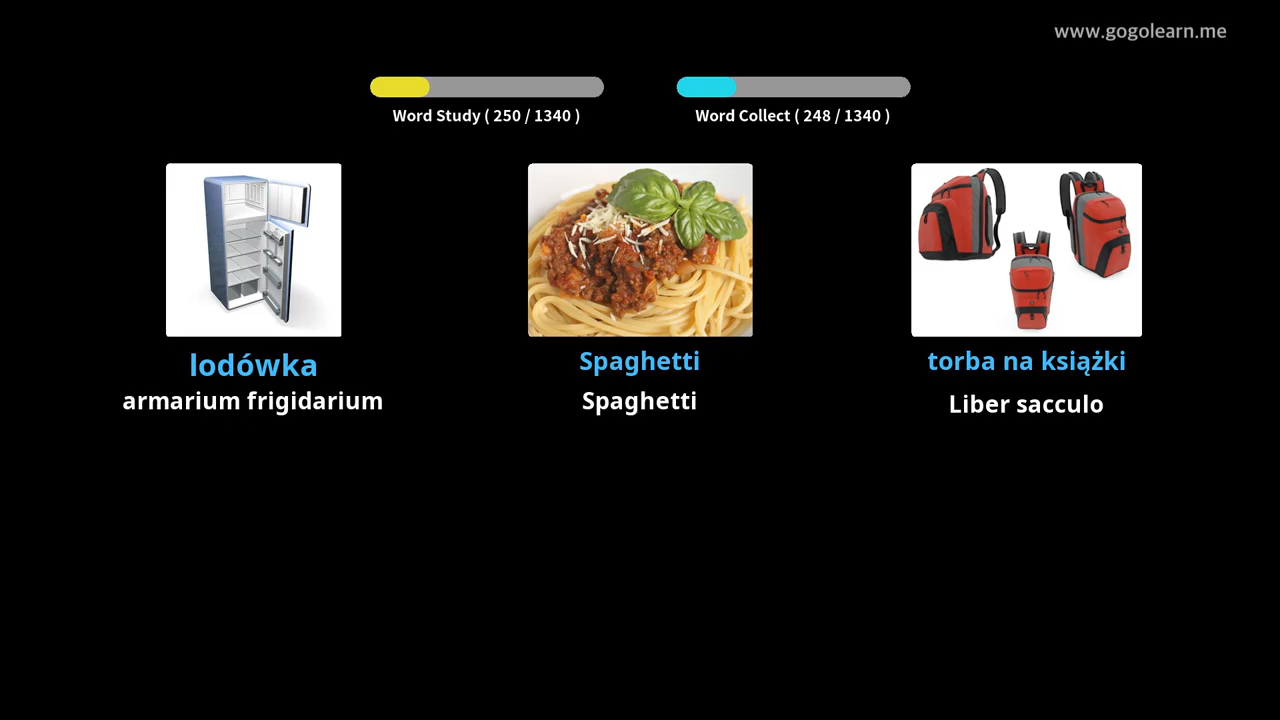 www.gogolearn.me
Word Study ( 250 / 1340 )
Word Collect ( 248 / 1340 )
lodówka
Spaghetti
torba na książki
armarium frigidarium
Spaghetti
Liber sacculo